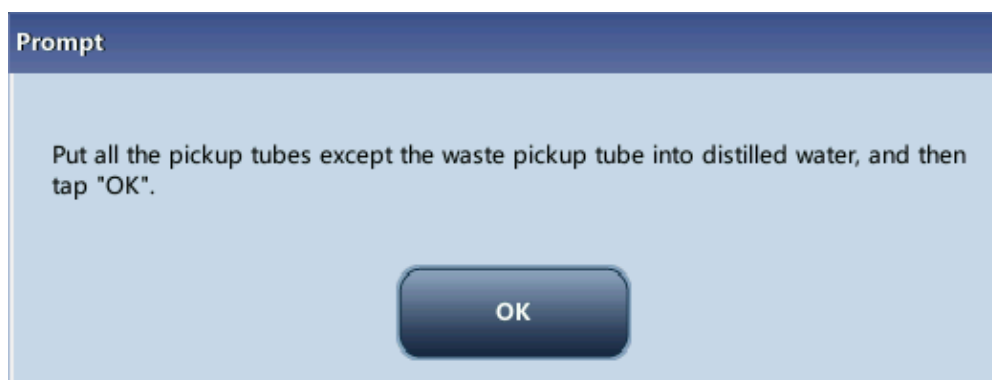 Prompt
Put all the pickup tubes except the waste pickup tube into distilled water, and then
tap "OK".
OK